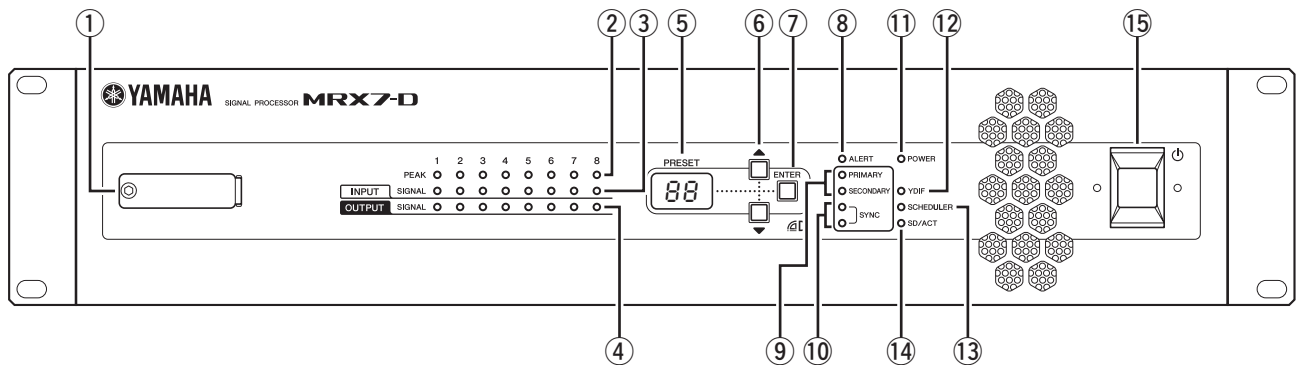 ① ② ③ ⑤ ⑥ ⑦ ⑧ ⑪ ⑫ ⑮
YAMAHA SIGNAL PROCESSOR MRX7-D
1 2 3 4 5 6 7 8
PEAK
INPUT SIGNAL
OUTPUT SIGNAL
PRESET
88
ENTER
ALERT
PRIMARY
SECONDARY
SYNC
POWER
YDIF
SCHEDULER
SD/ACT
④ ⑨ ⑩ ⑭ ⑬